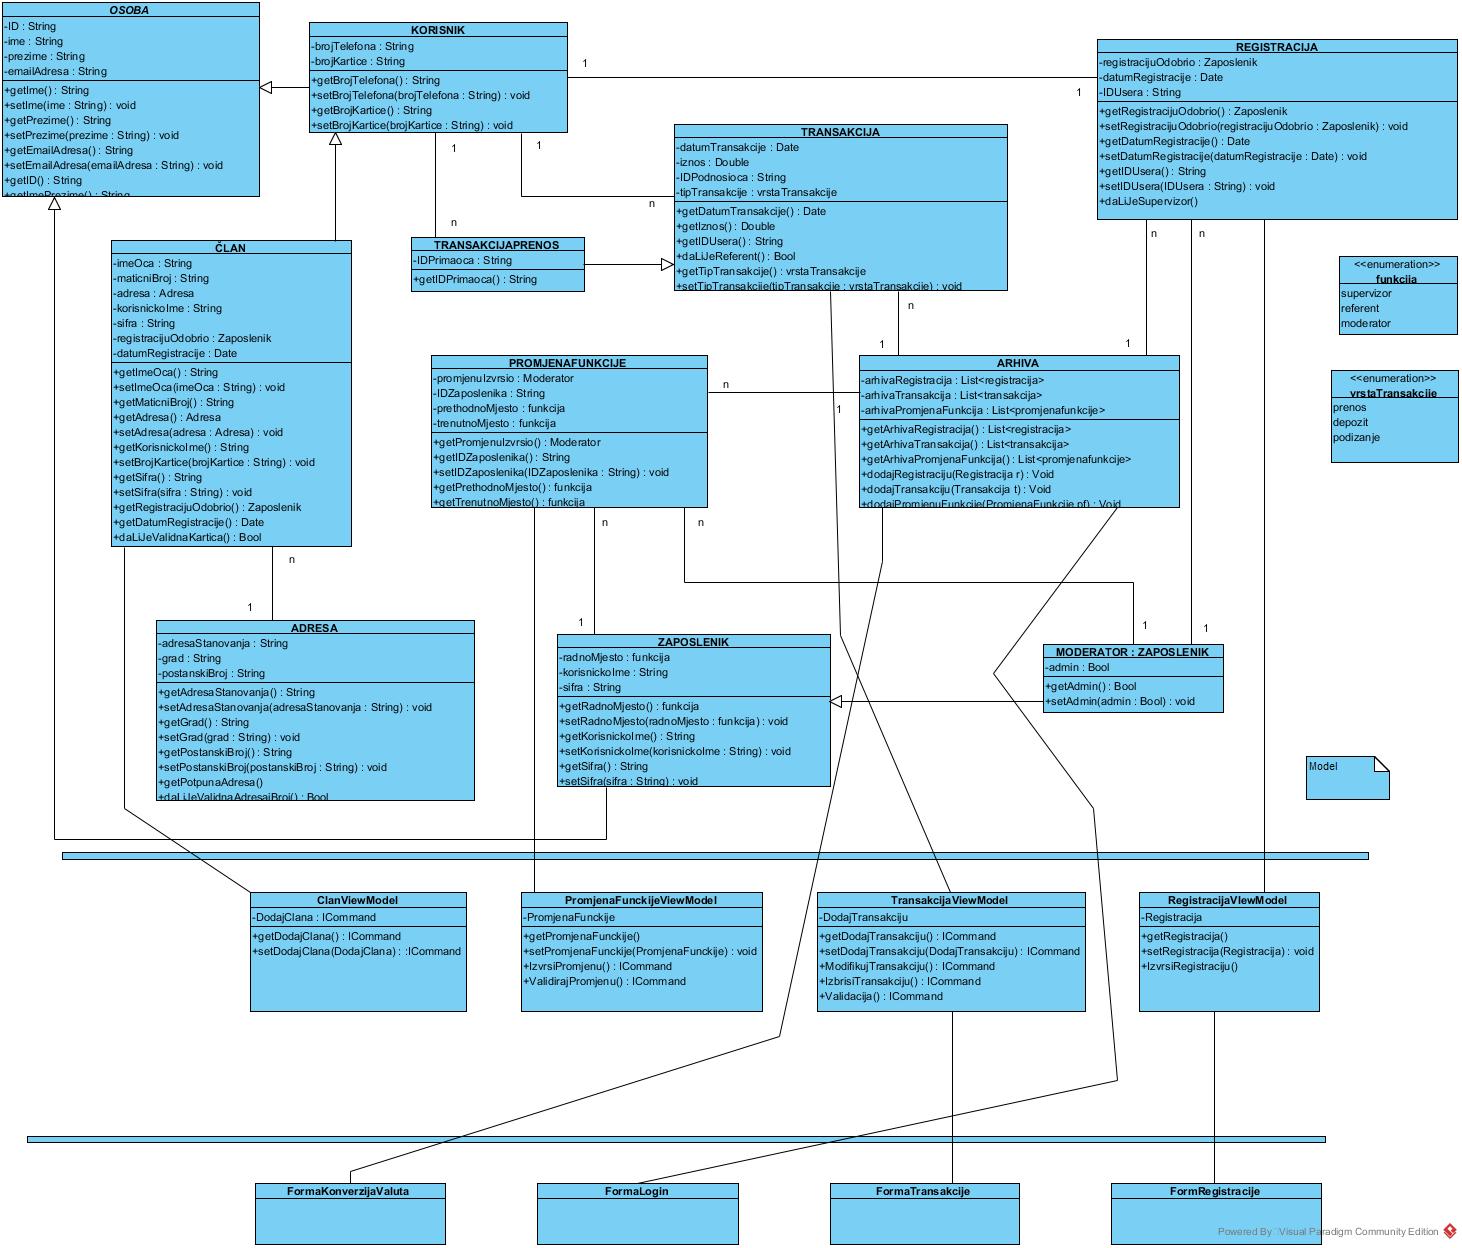 OSOBA
-ID : String
-ime : String
-prezime : String
-emailAdresa : String
+getIme() : String
+setIme(ime : String) : void
+getPrezime() : String
+setPrezime(prezime : String) : void
+getEmailAdresa() : String
+setEmailAdresa(emailAdresa : String) : void
+getID() : String
+getImePrezime() : String
KORISNIK
-brojTelefona : String
-brojKartice : String
+getBrojTelefona() : String
+setBrojTelefona(brojTelefona : String) : void
+getBrojKartice() : String
+setBrojKartice(brojKartice : String) : void
1
1
REGISTRACIJA
-registracijuOdobrio : Zaposlenik
-datumRegistracije : Date
-IDUsera : String
+getRegistracijuOdobrio() : Zaposlenik
+setRegistracijuOdobrio(registracijuOdobrio : Zaposlenik) : void
+getDatumRegistracije() : Date
+setDatumRegistracije(datumRegistracije : Date) : void
+getIDUsera() : String
+setIDUsera(IDUsera : String) : void
+daLiJeSupervizor()
TRANSAKCIJA
-datumTransakcije : Date
-iznos : Double
-IDPodnosioca : String
-tipTransakcije : vrstaTransakcije
+getDatumTransakcije() : Date
+getIznos() : Double
+getIDUsera() : String
+daLiJeReferent() : Bool
+getTipTransakcije() : vrstaTransakcije
+setTipTransakcije(tipTransakcije : vrstaTransakcije) : void
1
1
n
n
TRANSAKCIJAPRENOS
-IDPrimaoca : String
+getIDPrimaoca() : String
ČLAN
-imeOca : String
-maticniBroj : String
-adresa : Adresa
-korisnickoIme : String
-sifra : String
-registracijuOdobrio : Zaposlenik
-datumRegistracije : Date
+getImeOca() : String
+setImeOca(imeOca : String) : void
+getMaticniBroj() : String
+getAdresa() : Adresa
+setAdresa(adresa : Adresa) : void
+getKorisnickoIme() : String
+setBrojKartice(brojKartice : String) : void
+getSifra() : String
+setSifra(sifra : String) : void
+getRegistracijuOdobrio() : Zaposlenik
+getDatumRegistracije() : Date
+daLiJeValidnaKartica() : Bool
n
n
<<enumeration>>
funkcija
supervizor
referent
moderator
<<enumeration>>
vrstaTransakcije
prenos
depozit
podizanje
n
1
1
PROMJENAFUNKCIJE
-promjenuIzvrsio : Moderator
-IDZaposlenika : String
-prethodnoMjesto : funkcija
-trenutnoMjesto : funkcija
+getPromjenuIzvrsio() : Moderator
+getIDZaposlenika() : String
+setIDZaposlenika(IDZaposlenika : String) : void
+getPrethodnoMjesto() : funkcija
+getTrenutnoMjesto() : funkcija
n
1
ARHIVA
-arhivaRegistracija : List<registracija>
-arhivaTransakcija : List<transakcija>
-arhivaPromjenaFunkcija : List<promjenafunkcije>
+getArhivaRegistracija() : List<registracija>
+getArhivaTransakcija() : List<transakcija>
+getArhivaPromjenaFunkcija() : List<promjenafunkcije>
+dodajRegistraciju(Registracija r) : Void
+dodajTransakciju(Transakcija t) : Void
+dodajPromjenuFunkcije(PromjenaFunkcije pf) : Void
n
n
n
1
1
1
1
ADRESA
-adresaStanovanja : String
-grad : String
-postanskiBroj : String
+getAdresaStanovanja() : String
+setAdresaStanovanja(adresaStanovanja : String) : void
+getGrad() : String
+setGrad(grad : String) : void
+getPostanskiBroj() : String
+setPostanskiBroj(postanskiBroj : String) : void
+getPotpunaAdresa()
+daLiJeValidnaAdresaiBroj() : Bool
ZAPOSLENIK
-radnoMjesto : funkcija
-korisnickoIme : String
-sifra : String
+getRadnoMjesto() : funkcija
+setRadnoMjesto(radnoMjesto : funkcija) : void
+getKorisnickoIme() : String
+setKorisnickoIme(korisnickoIme : String) : void
+getSifra() : String
+setSifra(sifra : String) : void
MODERATOR : ZAPOSLENIK
-admin : Bool
+getAdmin() : Bool
+setAdmin(admin : Bool) : void
Model
ClanViewModel
-DodajClana : ICommand
+getDodajClana() : ICommand
+setDodajClana(DodajClana) : :ICommand
PromjenaFunckijeViewModel
-PromjenaFunckije
+getPromjenaFunckije()
+setPromjenaFunckije(PromjenaFunckije) : void
+IzvrsiPromjenu() : ICommand
+ValidirajPromjenu() : ICommand
TransakcijaViewModel
-DodajTransakciju
+getDodajTransakciju() : ICommand
+setDodajTransakciju(DodajTransakciju) : ICommand
+ModifikujTransakciju() : ICommand
+IzbrisiTransakciju() : ICommand
+Validacija() : ICommand
RegistracijaVIewModel
-Registracija
+getRegistracija()
+setRegistracija(Registracija) : void
+IzvrsiRegistraciju()
FormaKonverzijaValuta
FormaLogin
FormaTransakcije
FormRegistracije
Powered By Visual Paradigm Community Edition